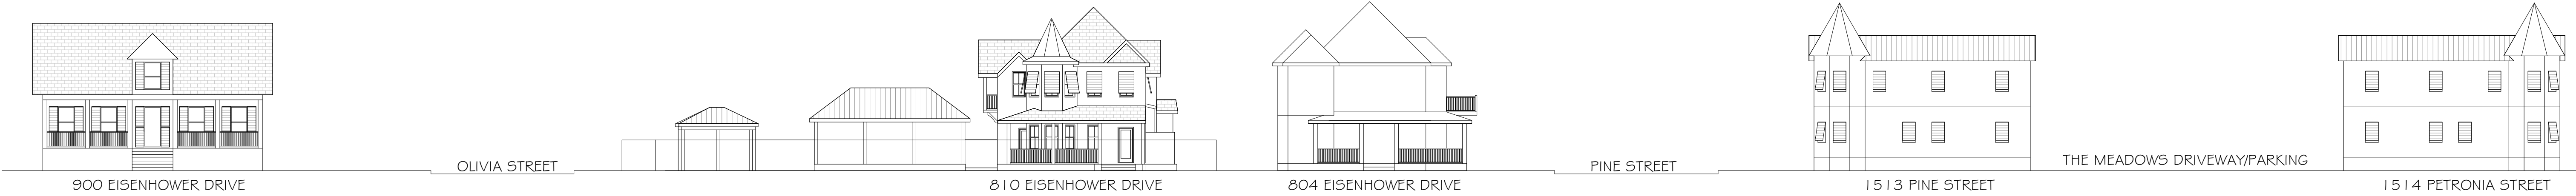 OLIVIA STREET
PINE STREET
THE MEADOWS DRIVEWAY/PARKING
900 EISENHOWER DRIVE
810 EISENHOWER DRIVE
804 EISENHOWER DRIVE
1513 PINE STREET
1514 PETRONIA STREET